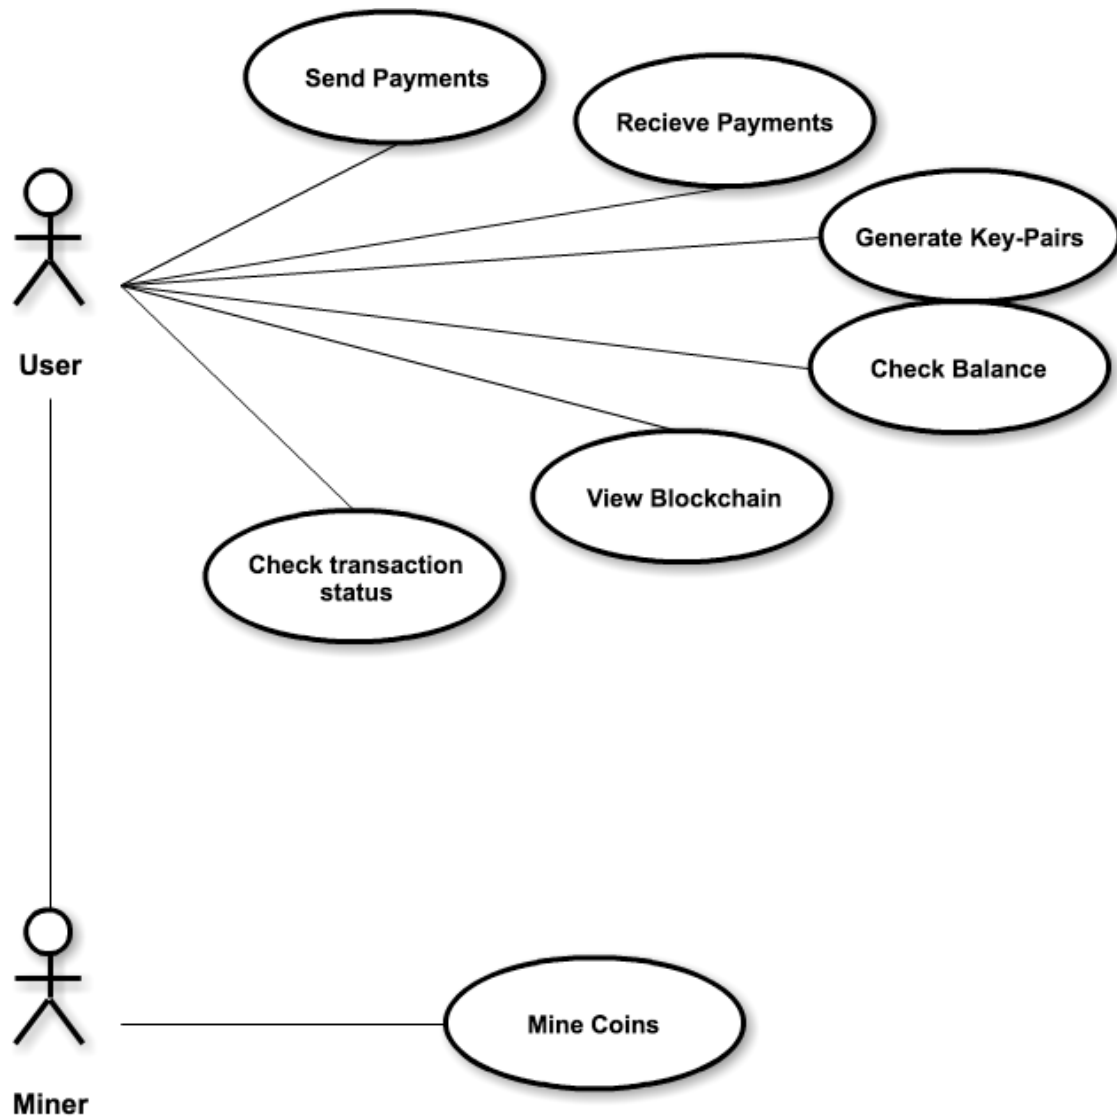 Send Payments
Recieve Payments
Generate Key-Pairs
User
Check Balance
View Blockchain
Check transaction
status
Mine Coins
Miner